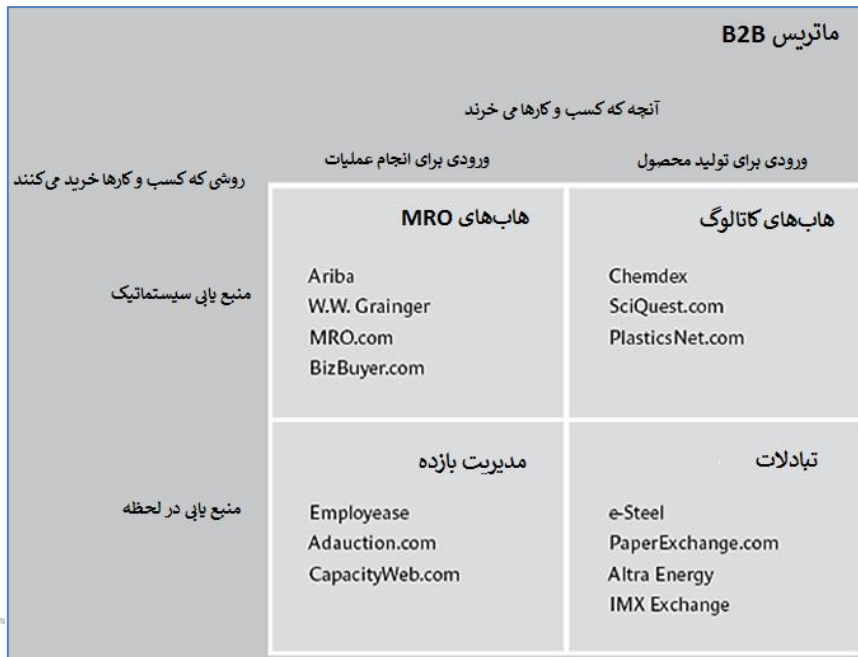 ماتریس B2B
آنچه که کسب و کارها می خرند
ورودی برای تولید محصول
ورودی برای انجام عملیات
روشی که کسب و کارها خرید می‌کنند
هاب‌های کاتالوگ
هاب‌های MRO
منبع یابی سیستماتیک
Chemdex
SciQuest.com
PlasticsNet.com
Ariba
W.W. Grainger
MRO.com
BizBuyer.com
تبادلات
مدیریت بازده
منبع یابی در لحظه
e-Steel
PaperExchange.com
Altra Energy
IMX Exchange
Employease
Adauction.com
CapacityWeb.com